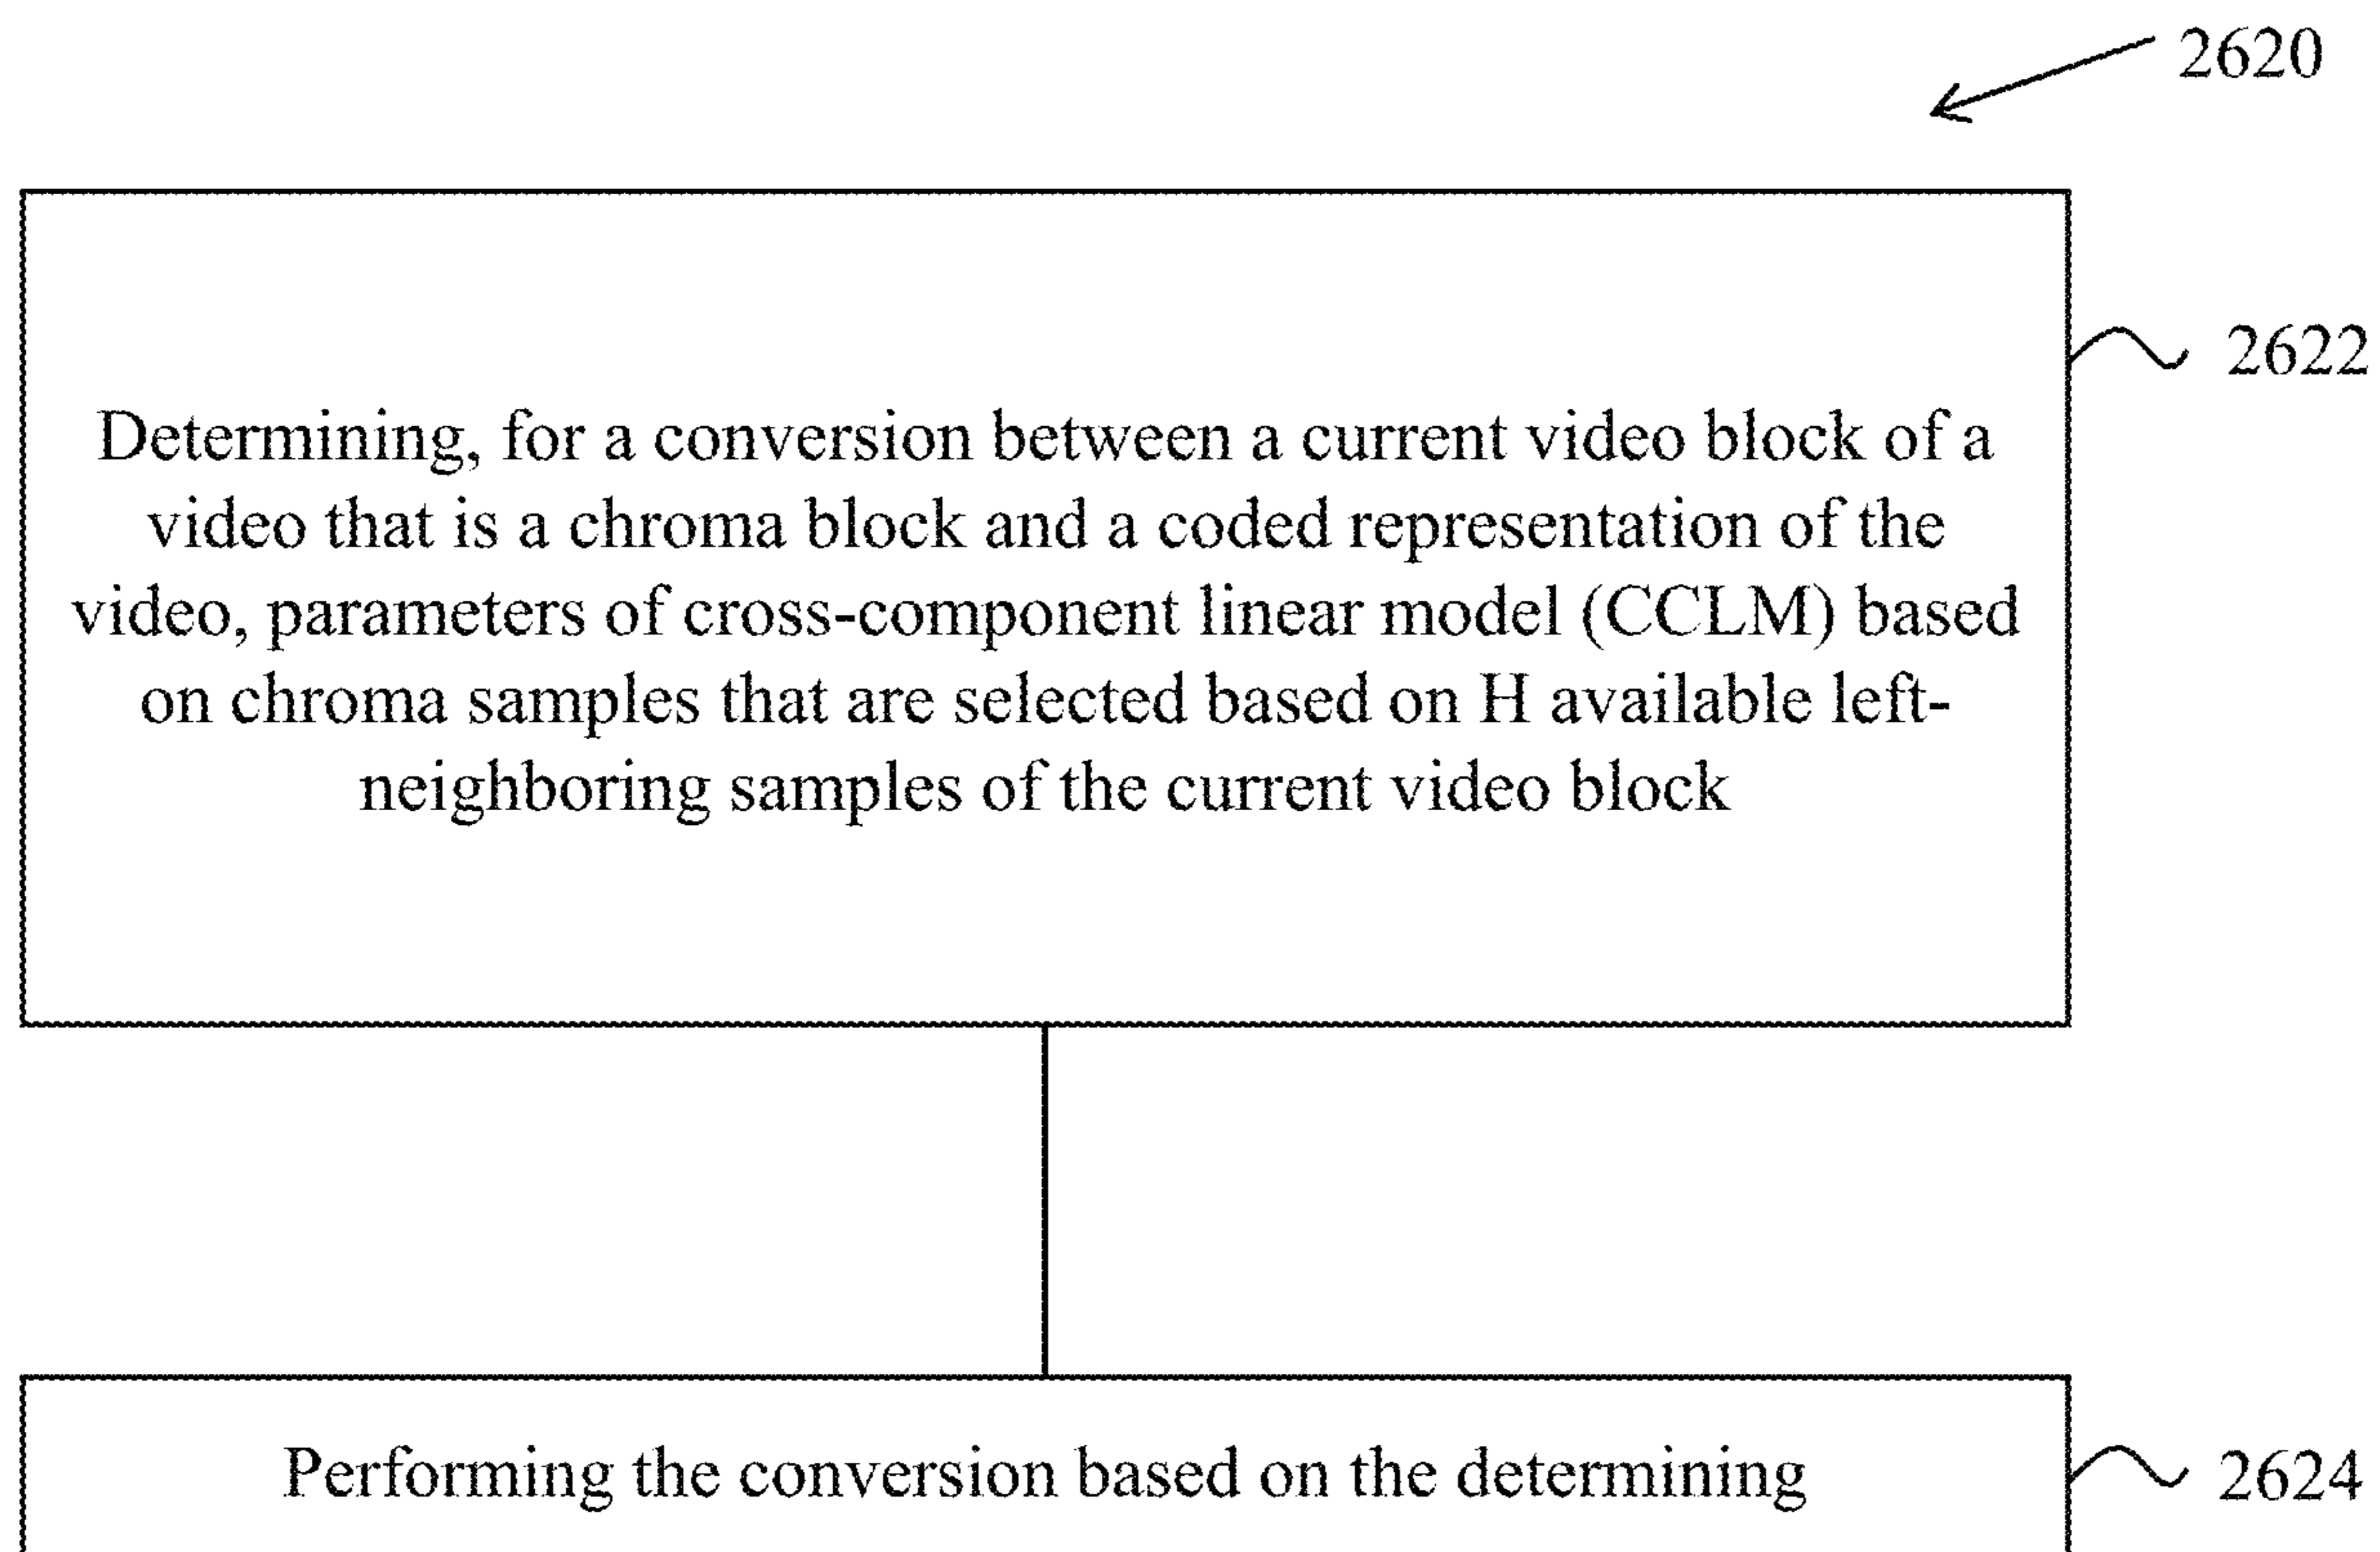 2620
2622
Determining, for a conversion between a current video block of a
video that is a chroma block and a coded representation of the
video, parameters of cross-component linear model (CCLM) based
on chroma samples that are selected based on H available left-
neighboring samples of the current video block
Performing the conversion based on the determining
2624